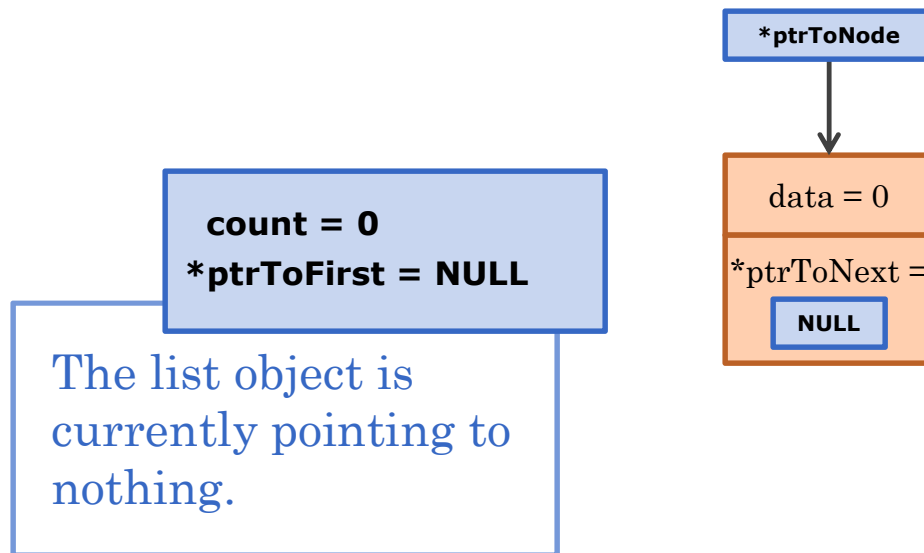 *ptrToNode
data = 0
*ptrToNext =
NULL
count = 0
*ptrToFirst = NULL
The list object is
currently pointing to
nothing.